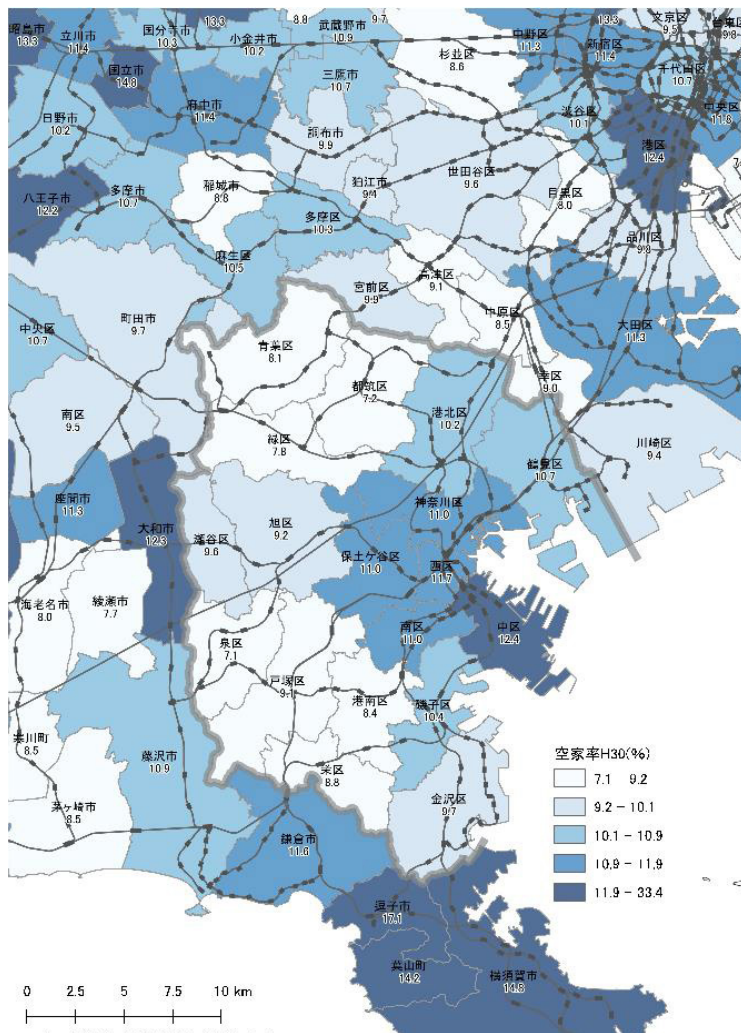 昭島市
13.3
立川市
11.4
国分寺市
10.3
13.3
小金井市
10.2
8.8
武蔵野市
10.9
9.7
杉並区
8.6
中野区
11.3
13.3
新宿区
11.4
文京区
9.5
台東区
9.8
国立市
14.8
三鷹市
10.7
千代田区
10.7
日野市
10.2
府中市
11.4
調布市
9.9
渋谷区
10.1
中央区
11.8
港区
12.4
八王子市
12.2
多摩市
10.7
稲城市
8.8
狛江市
9.4
世田谷区
9.6
目黒区
8.0
多摩区
10.3
品川区
9.8
麻生区
10.5
宮前区
9.9
高津区
9.1
中央区
10.7
町田市
9.7
中原区
8.5
大田区
11.3
青葉区
8.1
都筑区
7.2
幸区
9.0
南区
9.5
緑区
7.8
港北区
10.2
川崎区
9.4
鶴見区
10.7
座間市
11.3
大和市
12.3
瀬谷区
9.6
旭区
9.2
神奈川区
11.0
保土ケ谷区
11.0
西区
11.7
海老名市
8.0
綾瀬市
7.7
泉区
7.1
戸塚区
9.1
南区
11.0
中区
12.4
港南区
8.4
磯子区
10.4
寒川町
8.5
藤沢市
10.9
栄区
8.8
金沢区
9.7
茅ヶ崎市
8.5
鎌倉市
11.6
空家率H30(%)
7.1 9.2
9.2 - 10.1
10.1 - 10.9
10.9 - 11.9
11.9 - 33.4
逗子市
17.1
葉山町
14.2
横須賀市
14.8
0 2.5 5 7.5 10 km